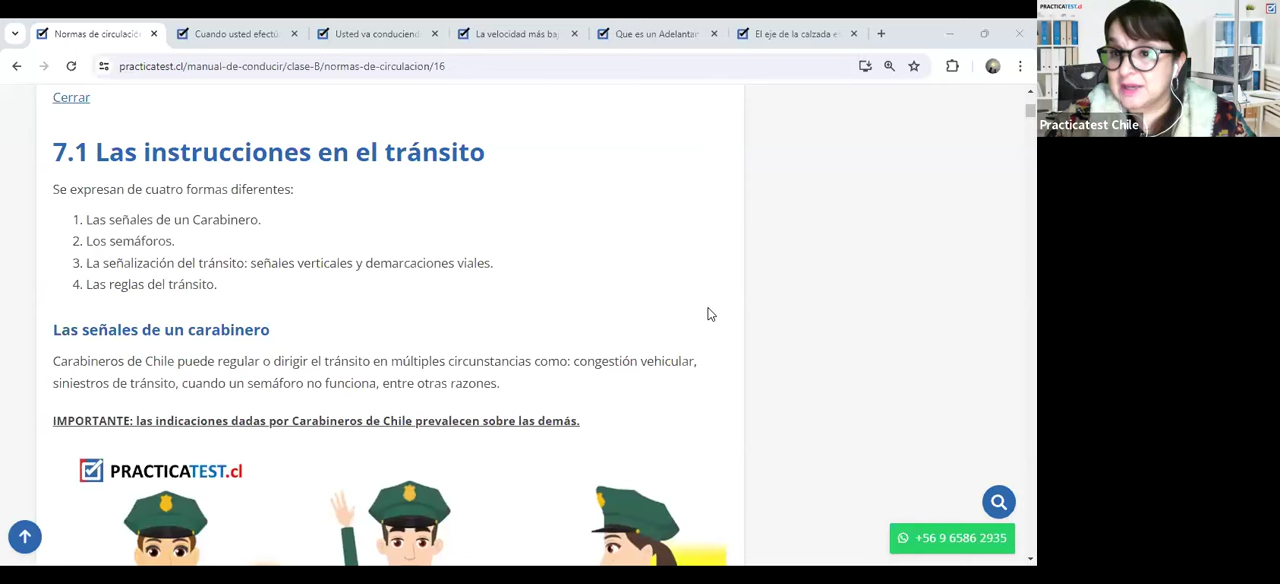 Normas de circulació
Cuando usted efectú
Usted va conduciend
La velocidad más ba
Que es un Adelantar
El eje de la calzada e
practicatest.cl/manual-de-conducir/clase-B/normas-de-circulacion/16
PRACTICATEST.cl
Practicatest Chile
Cerrar
7.1 Las instrucciones en el tránsito
Se expresan de cuatro formas diferentes:
1. Las señales de un Carabinero.
2. Los semáforos.
3. La señalización del tránsito: señales verticales y demarcaciones viales.
4. Las reglas del tránsito.
Las señales de un carabinero
Carabineros de Chile puede regular o dirigir el tránsito en múltiples circunstancias como: congestión vehicular,
siniestros de tránsito, cuando un semáforo no funciona, entre otras razones.
IMPORTANTE: las indicaciones dadas por Carabineros de Chile prevalecen sobre las demás.
PRACTICATEST.cl
+56 9 6586 2935